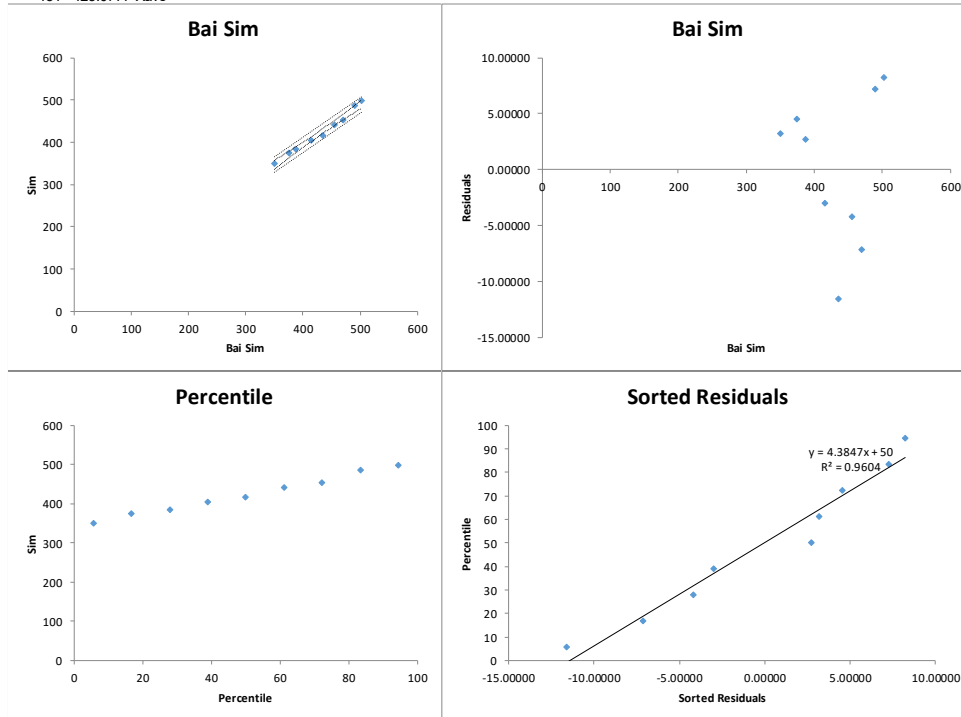 Bai Sim
600
500
400
300
200
100
0
Sim
0 100 200 300 400 500 600
Bai Sim
Bai Sim
10.00000
5.00000
0.00000
-5.00000
-10.00000
-15.00000
Residuals
0 100 200 300 400 500 600
Bai Sim
Percentile
600
500
400
300
200
100
0
Sim
0 20 40 60 80 100
Percentile
Sorted Residuals
100
90
80
70
60
50
40
30
20
10
0
Percentile
y = 4.3847x + 50
R² = 0.9604
-15.00000 -10.00000 -5.00000 0.00000 5.00000 10.00000
Sorted Residuals